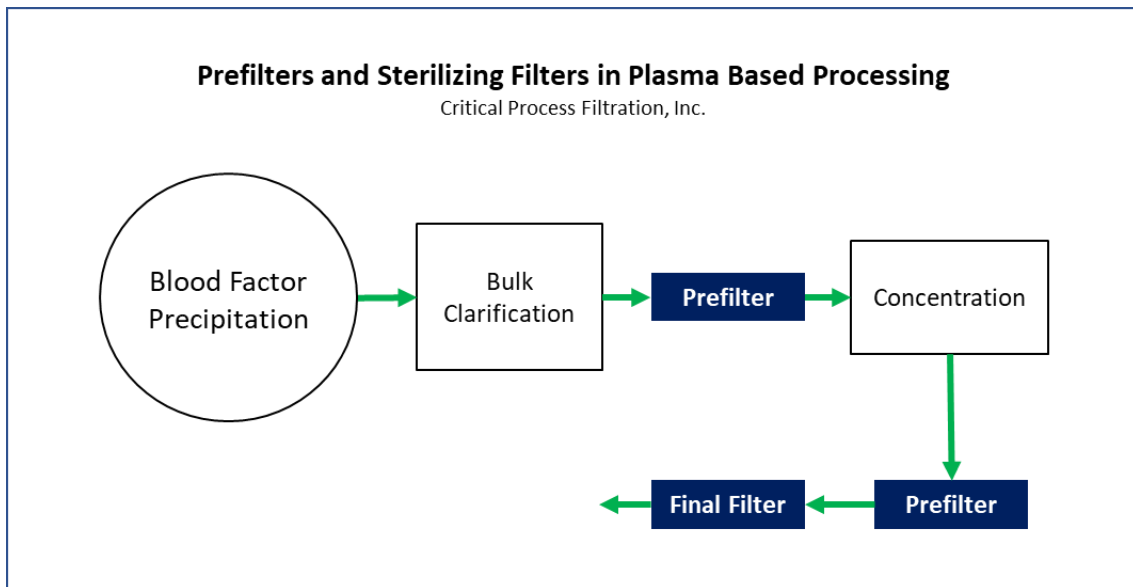 Prefilters and Sterilizing Filters in Plasma Based Processing
Critical Process Filtration, Inc.
Blood Factor
Precipitation
Bulk
Clarification
Prefilter
Concentration
Final Filter
Prefilter